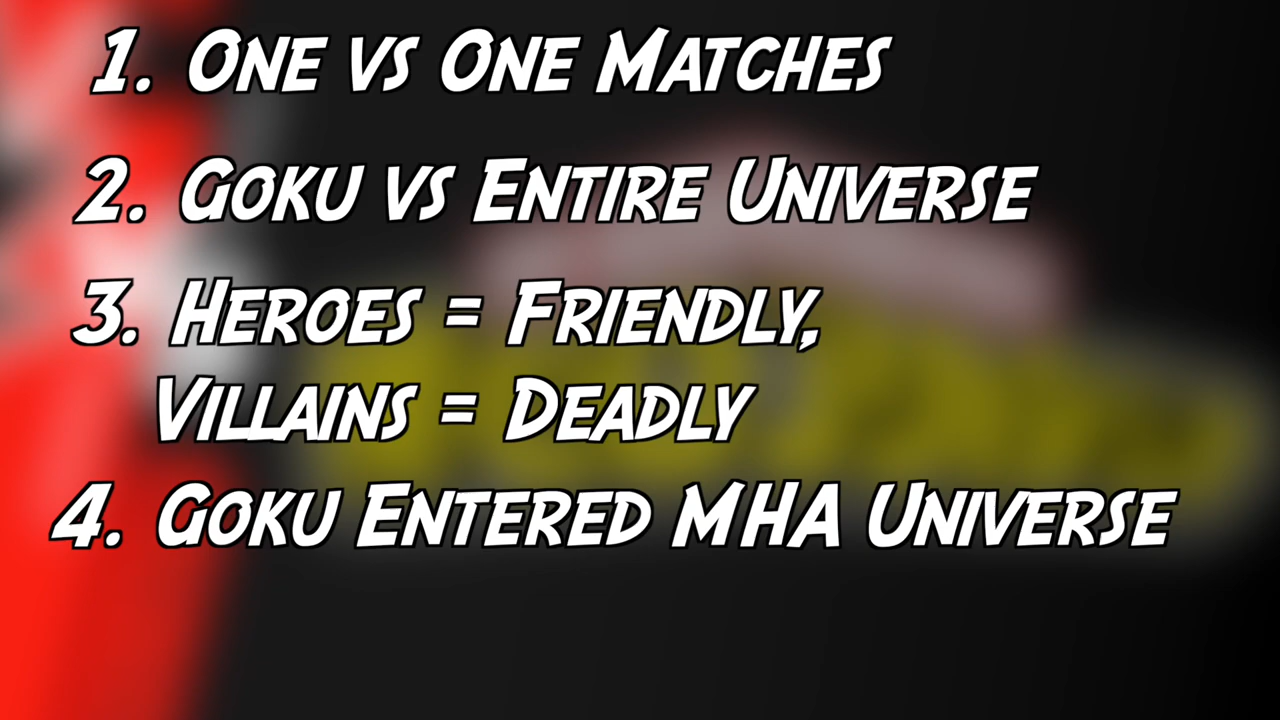 1. One vs One Matches
2. Goku vs Entire Universe
3. Heroes = Friendly,
Villains = Deadly
4. Goku Entered MHA Universe